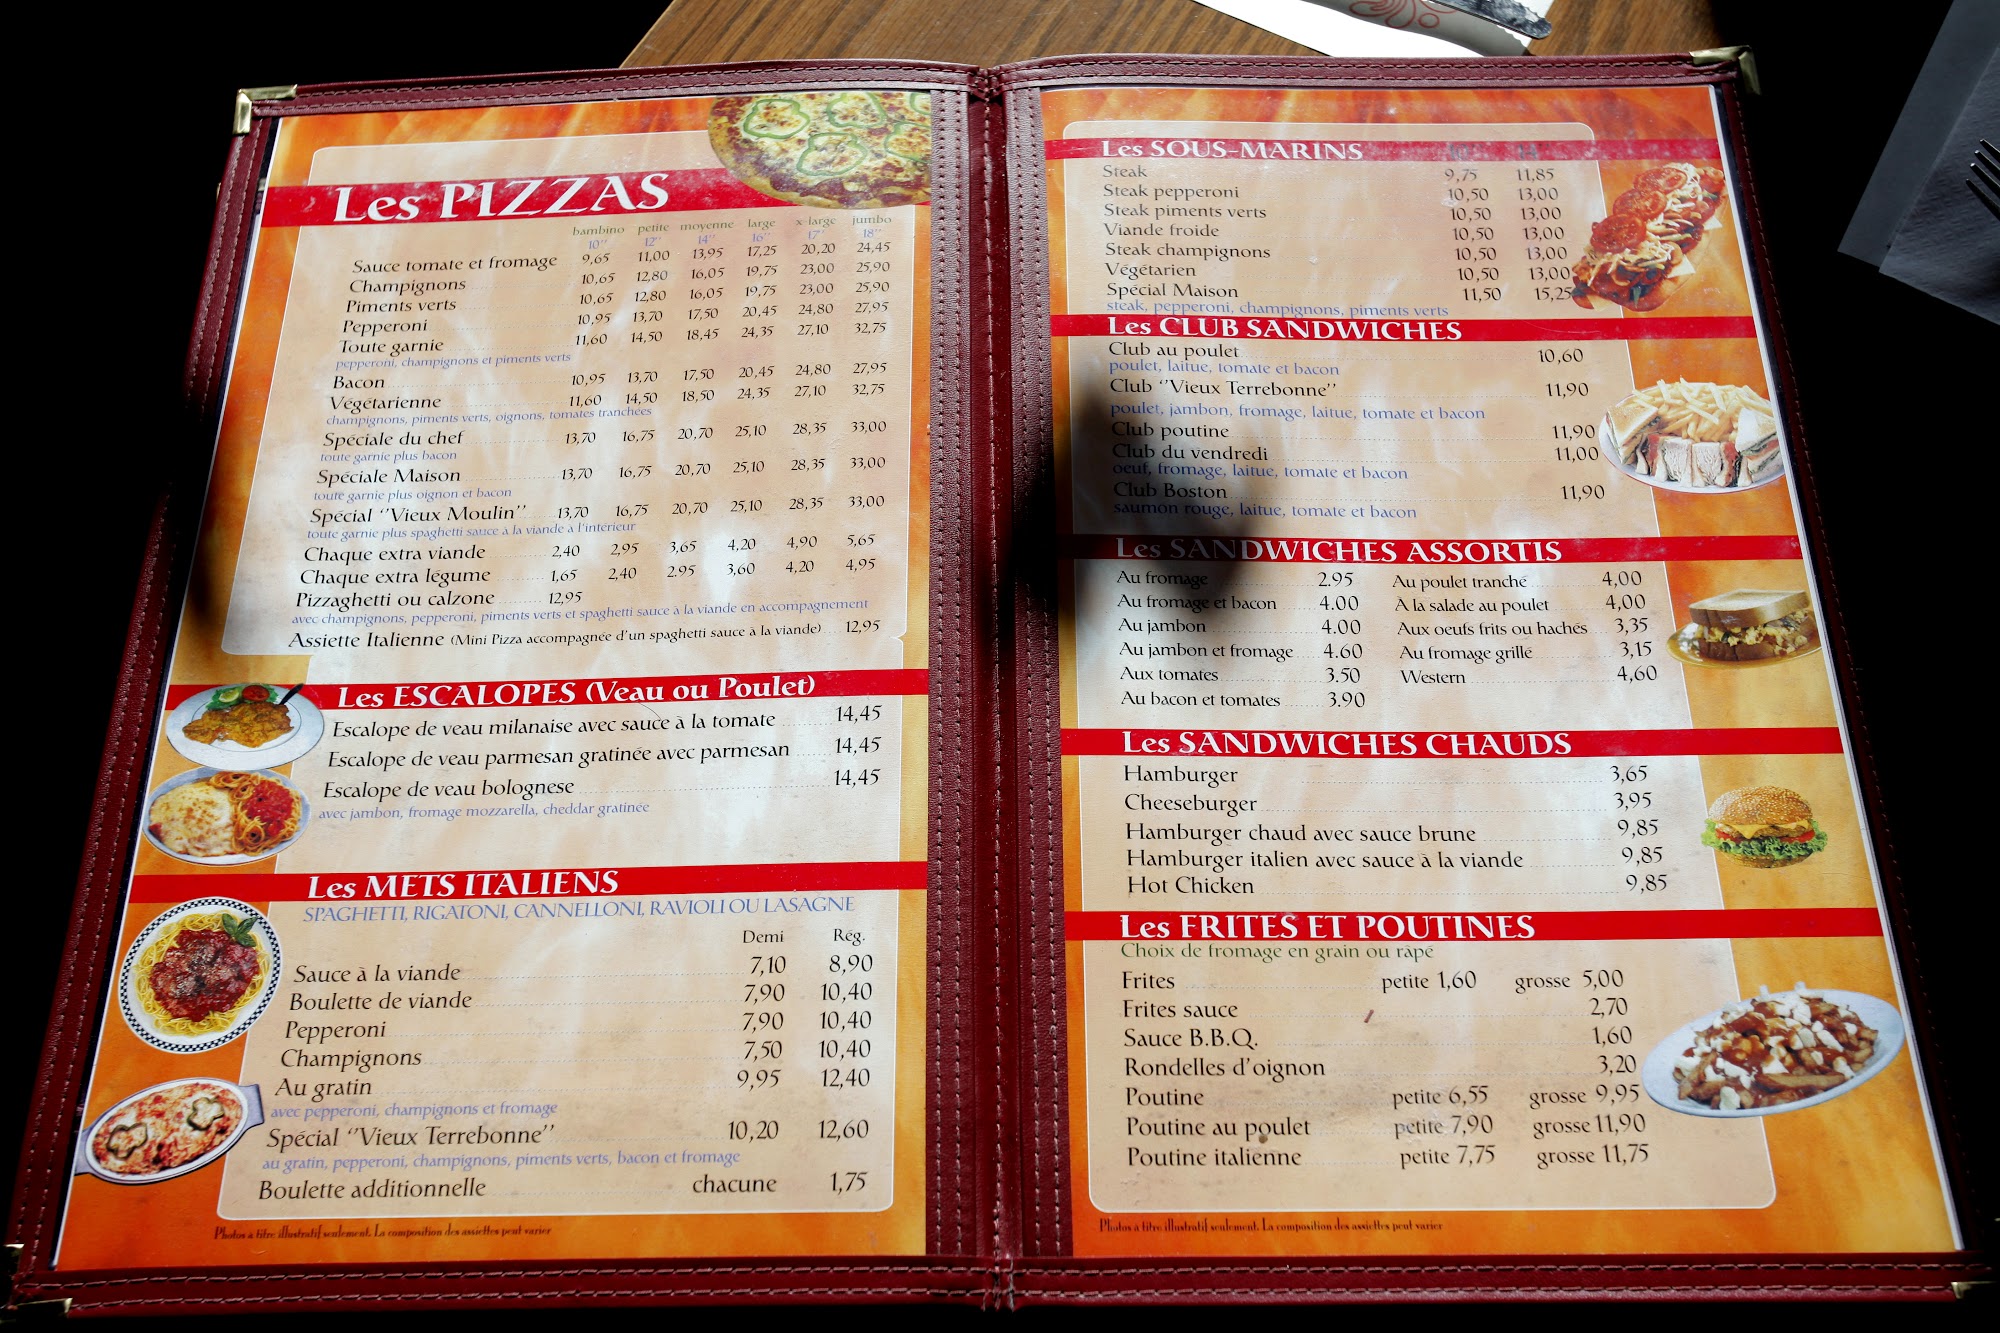 Les PIZZAS
bambino petite moyenne large x-large jumbo
10'' 12'' 14'' 16'' 17'' 18''
Sauce tomate et fromage 9,65 11,00 13,95 17,25 20,20 24,45
Champignons 10,65 12,80 16,05 19,75 23,00 25,90
Piments verts 10,65 12,80 16,05 19,75 23,00 25,90
Pepperoni 10,95 13,70 17,50 20,45 24,80 27,95
Toute garnie 11,60 14,50 18,45 24,35 27,10 32,75
pepperoni, champignons et piments verts
Bacon 10,95 13,70 17,50 20,45 24,80 27,95
Végétarienne 11,60 14,50 18,50 24,35 27,10 32,75
champignons, piments verts, oignons, tomates tranchées
Spéciale du chef 13,70 16,75 20,70 25,10 28,35 33,00
toute garnie plus bacon
Spéciale Maison 13,70 16,75 20,70 25,10 28,35 33,00
toute garnie plus oignon et bacon
Spécial ''Vieux Moulin'' 13,70 16,75 20,70 25,10 28,35 33,00
toute garnie plus spaghetti sauce à la viande a l'intérieur
Chaque extra viande 2,40 2,95 3,65 4,20 4,90 5,65
Chaque extra légume 1,65 2,40 2.95 3,60 4,20 4,95
Pizzaghetti ou calzone 12,95
avec champignons, pepperoni, piments verts et spaghetti sauce à la viande en accompagnement
Assiette Italienne (Mini Pizza accompagnée d'un spaghetti sauce à la viande) 12,95
Les ESCALOPES (Veau ou Poulet)
Escalope de veau milanaise avec sauce à la tomate 14,45
Escalope de veau parmesan gratinée avec parmesan 14,45
Escalope de veau bolognese 14,45
avec jambon, fromage mozzarella, cheddar gratinée
Les METS ITALIENS
SPAGHETTI, RIGATONI, CANNELLONI, RAVIOLI OU LASAGNE
Demi Rég.
Sauce à la viande 7,10 8,90
Boulette de viande 7,90 10,40
Pepperoni 7,90 10,40
Champignons 7,50 10,40
Au gratin 9,95 12,40
avec pepperoni, champignons et fromage
Spécial ''Vieux Terrebonne'' 10,20 12,60
au gratin, pepperoni, champignons, piments verts, bacon et fromage
Boulette additionnelle chacune 1,75
Photos a titre illustratif seulement. La composition des assiettes peut varier
Les SOUS-MARINS
Steak 9,75 11,85
Steak pepperoni 10,50 13,00
Steak piments verts 10,50 13,00
Viande froide 10,50 13,00
Steak champignons 10,50 13,00
Végétarien 10,50 13,00
Spécial Maison 11,50 15,25
steak, pepperoni, champignons, piments verts
Les CLUB SANDWICHES
Club au poulet 10,60
poulet, laitue, tomate et bacon
Club ''Vieux Terrebonne'' 11,90
poulet, jambon, fromage, laitue, tomate et bacon
Club poutine 11,90
Club du vendredi 11,00
oeuf, fromage, laitue, tomate et bacon
Club Boston 11,90
saumon rouge, laitue, tomate et bacon
Les SANDWICHES ASSORTIS
Au fromage 2.95 Au poulet tranché 4,00
Au fromage et bacon 4.00 À la salade au poulet 4,00
Au jambon 4.00 Aux oeufs frits ou hachés 3,35
Au jambon et fromage 4.60 Au fromage grillé 3,15
Aux tomates 3.50 Western 4,60
Au bacon et tomates 3.90
Les SANDWICHES CHAUDS
Hamburger 3,65
Cheeseburger 3,95
Hamburger chaud avec sauce brune 9,85
Hamburger italien avec sauce à la viande 9,85
Hot Chicken 9,85
Les FRITES ET POUTINES
Choix de fromage en grain ou râpé
Frites petite 1,60 grosse 5,00
Frites sauce 2,70
Sauce B.B.Q. 1,60
Rondelles d'oignon 3,20
Poutine petite 6,55 grosse 9,95
Poutine au poulet petite 7,90 grosse 11,90
Poutine italienne petite 7,75 grosse 11,75
Photos a titre illustratif seulement. La composition des assiettes peut varier